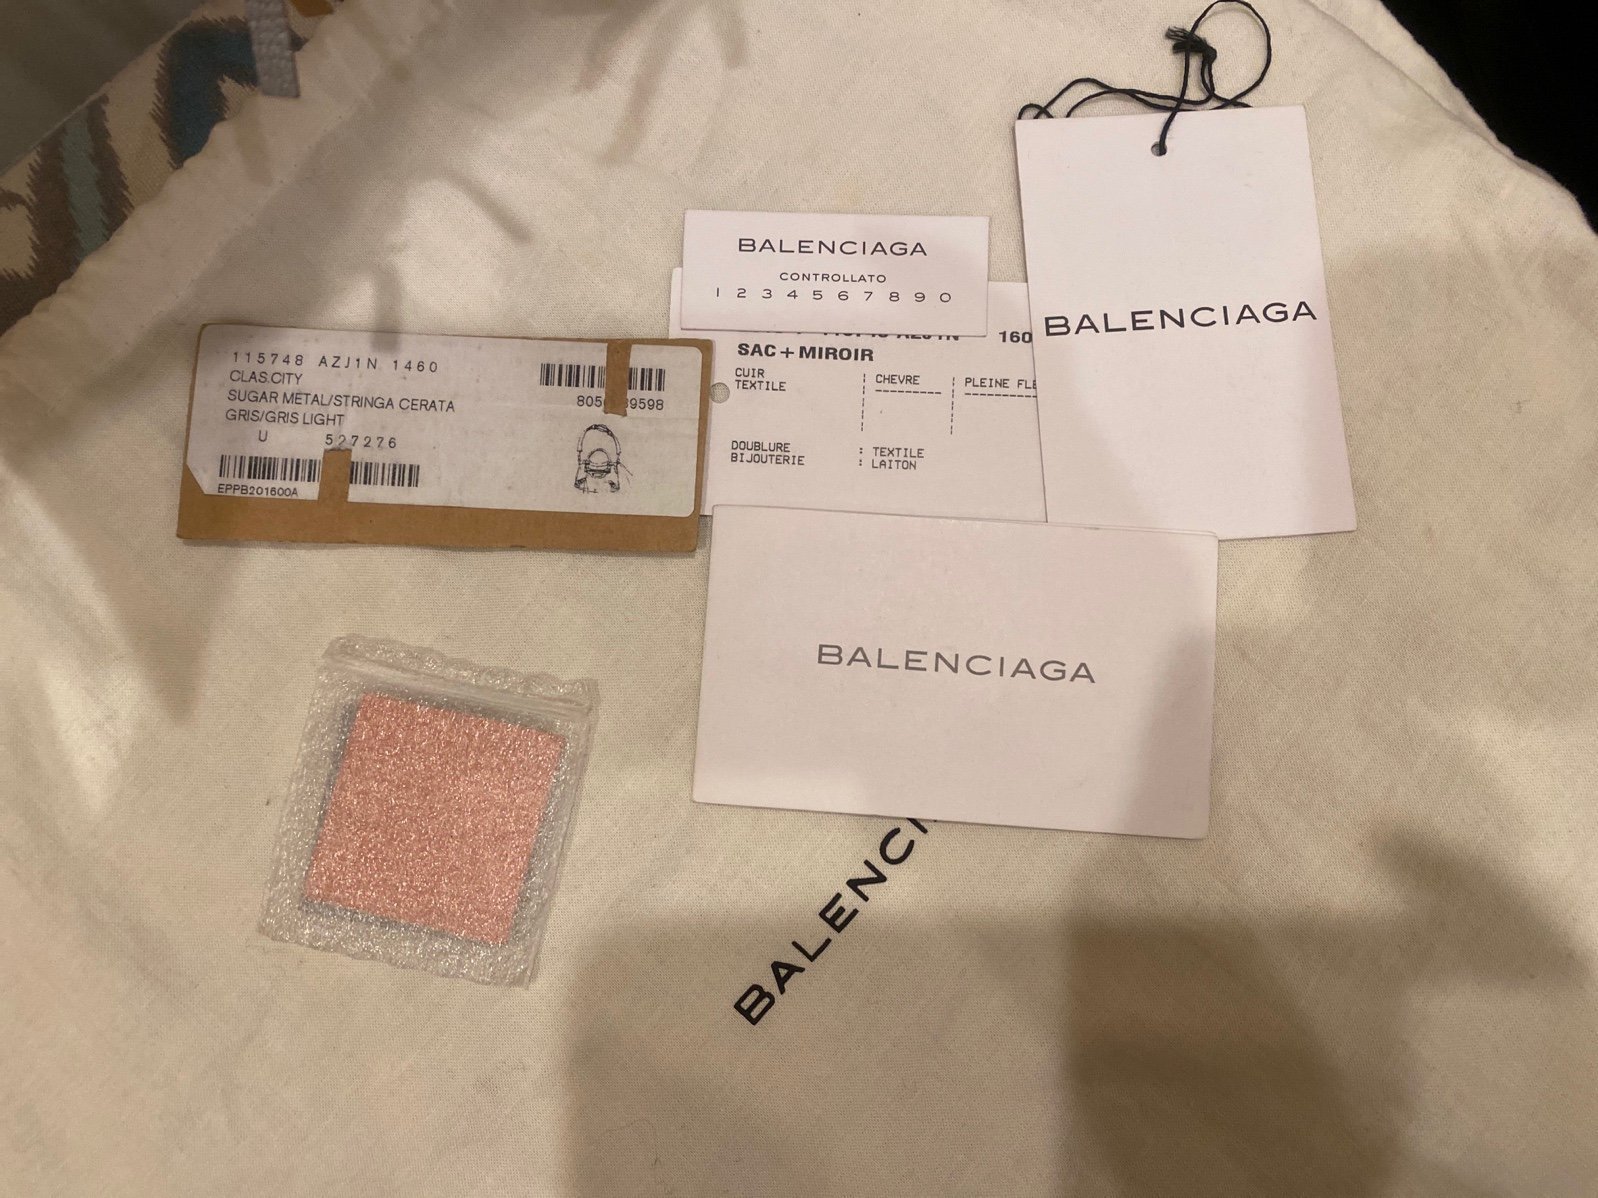 115748 AZJ1N 1460
CLAS.CITY
SUGAR METAL/STRINGA CERATA
GRIS/GRIS LIGHT
U 527276
EPPB201600A
BALENCIAGA
CONTROLLATO
1 2 3 4 5 6 7 8 9 0
160
SAC+MIROIR
CUIR CHEVRE PLEINE
TEXTILE
DOUBLURE : TEXTILE
BIJOUTERIE : LAITON
BALENCIAGA
BALENCIAGA
BALENCI